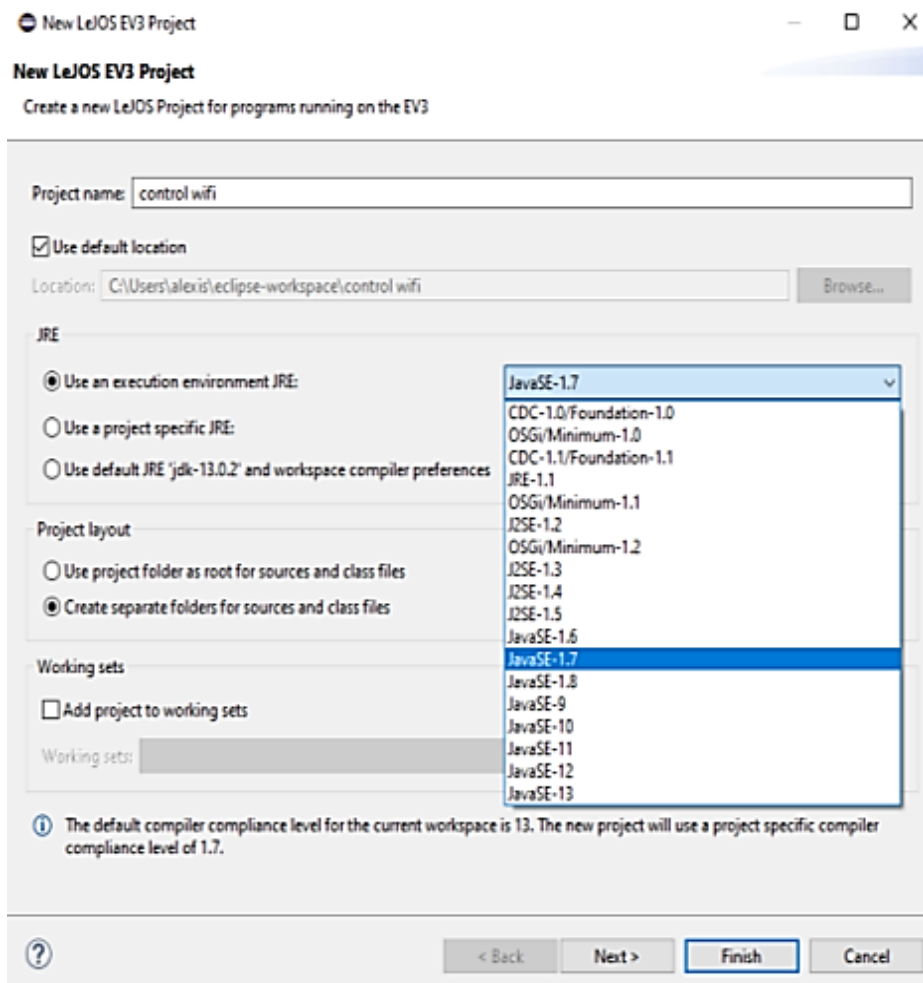 New LeJOS EV3 Project
New LeJOS EV3 Project
Create a new LeJOS Project for programs running on the EV3
Project name: control wifi
Use default location
Location: C:\Users\alexis\eclipse-workspace\control wifi Browse...
JRE
Use an execution environment JRE: JavaSE-1.7
CDC-1.0/Foundation-1.0
OSGi/Minimum-1.0
Use a project specific JRE:
CDC-1.1/Foundation-1.1
JRE-1.1
Use default JRE 'jdk-13.0.2' and workspace compiler preferences
OSGi/Minimum-1.1
J2SE-1.2
Project layout
OSGi/Minimum-1.2
Use project folder as root for sources and class files
J2SE-1.3
J2SE-1.4
Create separate folders for sources and class files
J2SE-1.5
JavaSE-1.6
Working sets
JavaSE-1.7
JavaSE-1.8
Add project to working sets
JavaSE-9
JavaSE-10
Working sets:
JavaSE-11
JavaSE-12
JavaSE-13
The default compiler compliance level for the current workspace is 13. The new project will use a project specific compiler
compliance level of 1.7.
? < Back Next > Finish Cancel